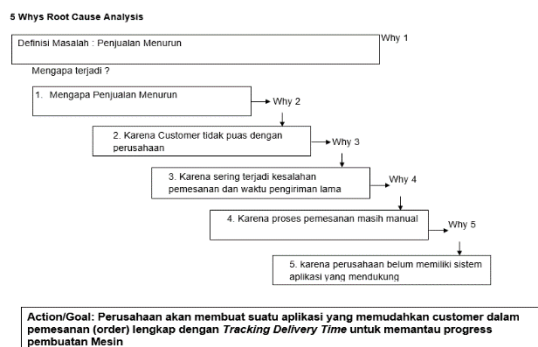 5 Whys Root Cause Analysis
Definisi Masalah : Penjualan Menurun
Why 1
Mengapa terjadi ?
1. Mengapa Penjualan Menurun
Why 2
2. Karena Customer tidak puas dengan
perusahaan
Why 3
3. Karena sering terjadi kesalahan
pemesanan dan waktu pengiriman lama
Why 4
4. Karena proses pemesanan masih manual
Why 5
5. karena perusahaan belum memiliki sistem
aplikasi yang mendukung
Action/Goal: Perusahaan akan membuat suatu aplikasi yang memudahkan customer dalam
pemesanan (order) lengkap dengan Tracking Delivery Time untuk memantau progress
pembuatan Mesin